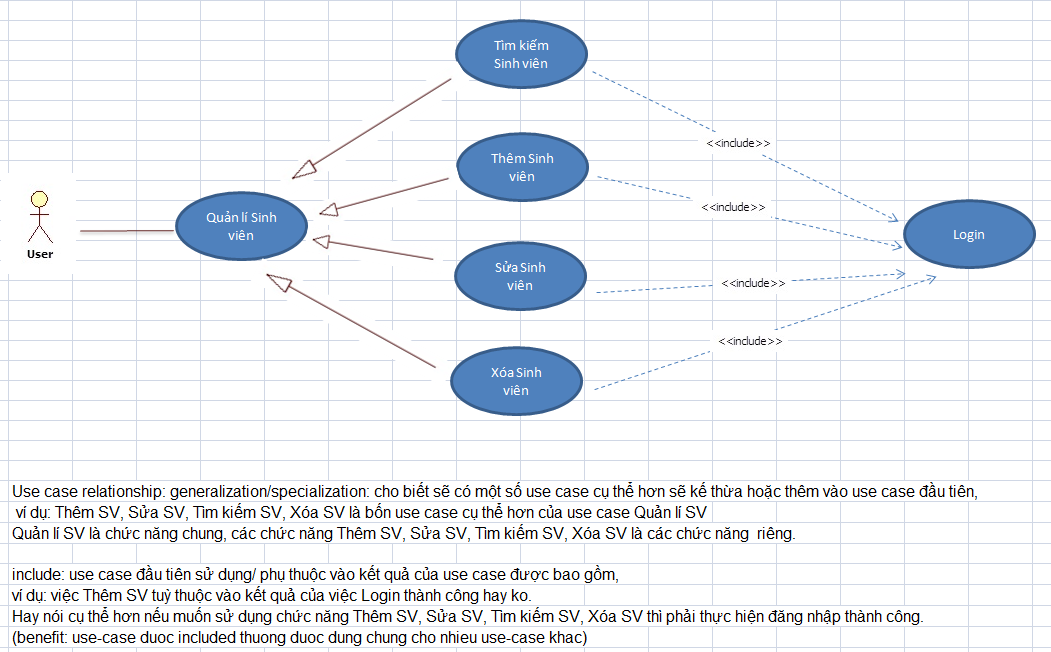 Tìm kiếm
Sinh viên
<<include>>
Thêm Sinh
viên
<<include>>
Quản lí Sinh
viên
User
Login
Sửa Sinh
viên
<<include>>
<<include>>
Xóa Sinh
viên
Use case relationship: generalization/specialization: cho biết sẽ có một số use case cụ thể hơn sẽ kế thừa hoặc thêm vào use case đầu tiên,
ví dụ: Thêm SV, Sửa SV, Tìm kiếm SV, Xóa SV là bốn use case cụ thể hơn của use case Quản lí SV
Quản lí SV là chức năng chung, các chức năng Thêm SV, Sửa SV, Tìm kiếm SV, Xóa SV là các chức năng riêng.
include: use case đầu tiên sử dụng/ phụ thuộc vào kết quả của use case được bao gồm,
ví dụ: việc Thêm SV tuỳ thuộc vào kết quả của việc Login thành công hay ko.
Hay nói cụ thể hơn nếu muốn sử dụng chức năng Thêm SV, Sửa SV, Tìm kiếm SV, Xóa SV thì phải thực hiện đăng nhập thành công.
(benefit: use-case duoc included thuong duoc dung chung cho nhieu use-case khac)